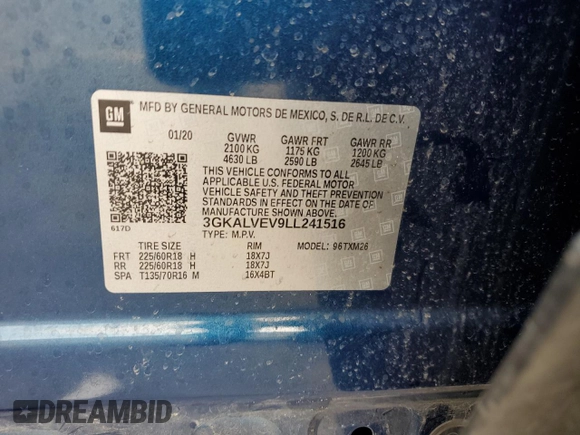 GM
MFD BY GENERAL MOTORS DE MEXICO, S. DE R.L. DE C.V.
01/20 GVWR GAWR FRT GAWR RR
2100 KG 1175 KG 1200 KG
4630 LB 2590 LB 2645 LB
THIS VEHICLE CONFORMS TO ALL
APPLICABLE U.S. FEDERAL MOTOR
VEHICLE SAFETY AND THEFT PREVENTION
STANDARDS IN EFFECT ON THE DATE OF
MANUFACTURE SHOWN ABOVE.
617D 3GKALVEV9LL241516
TYPE: M.P.V. MODEL: 96TXM26
TIRE SIZE RIM
FRT 225/60R18 H 18X7J
RR 225/60R18 H 18X7J
SPA T135/70R16 M 16X4BT
DREAMBID